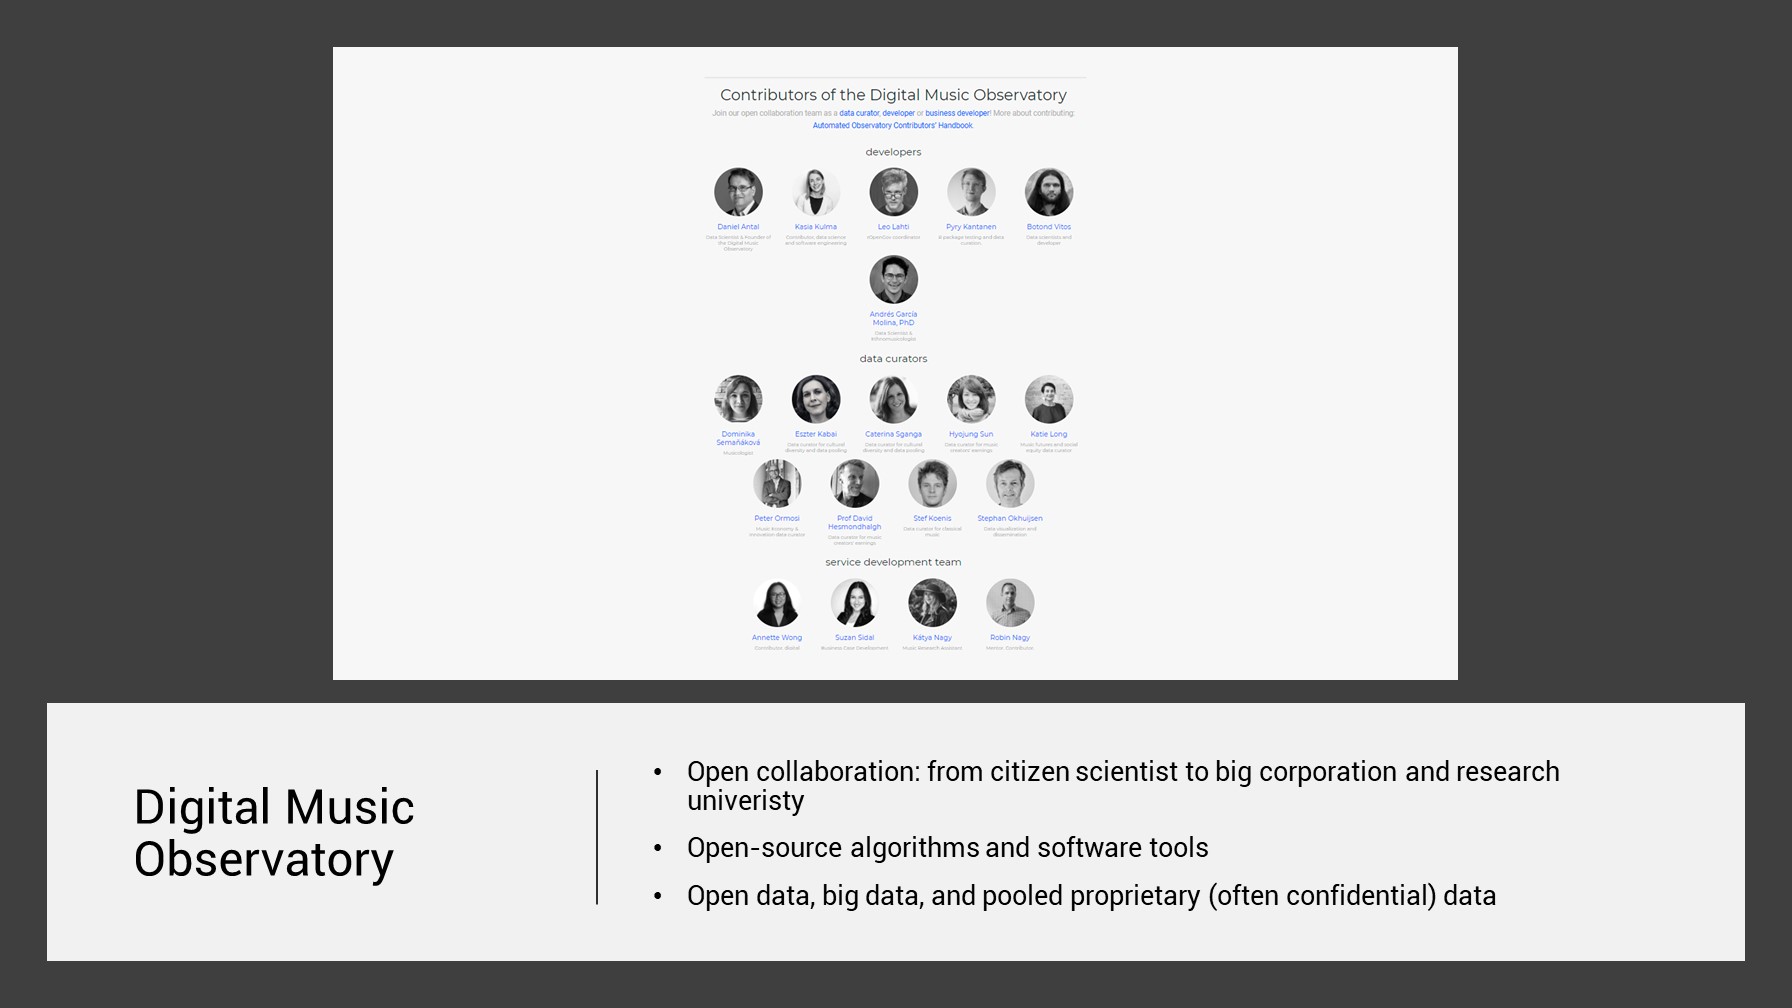 Contributors of the Digital Music Observatory
Join our open collaboration team as a data curator, developer or business developer! More about contributing:
Automated Observatory Contributors' Handbook.
developers
Daniel Antal
Kasia Kulma
Leo Lahti
Pyry Kantanen
Botond Vitos
Data Scientist & Founder of
the Digital Music
Observatory
Contributor, data science
and software engineering
rOpenGov coordinator
R package testing and data
curation
Data scientists and
developer
Andrés García
Molina, PhD
Data Scientist &
Ethnomusicologist
data curators
Dominika
Semaňáková
Musicologist
Eszter Kabai
Data curator for cultural
diversity and data pooling
Caterina Sganga
Data curator for cultural
diversity and data pooling
Hyojung Sun
Data curator for music
creators' earnings
Katie Long
Music futures and social
equity data curator
Peter Ormosi
Music Economy &
Innovation data curator
Prof David
Hesmondhalgh
Data curator for music
creators' earnings
Stef Koenis
Data curator for classical
music
Stephan Okhuijsen
Data visualization and
dissemination
service development team
Annette Wong
Contributor, digital
Suzan Sidal
Business Case Development
Kátya Nagy
Music Research Assistant
Robin Nagy
Mentor, Contributor
Digital Music
Observatory
• Open collaboration: from citizen scientist to big corporation and research
univeristy
• Open-source algorithms and software tools
• Open data, big data, and pooled proprietary (often confidential) data